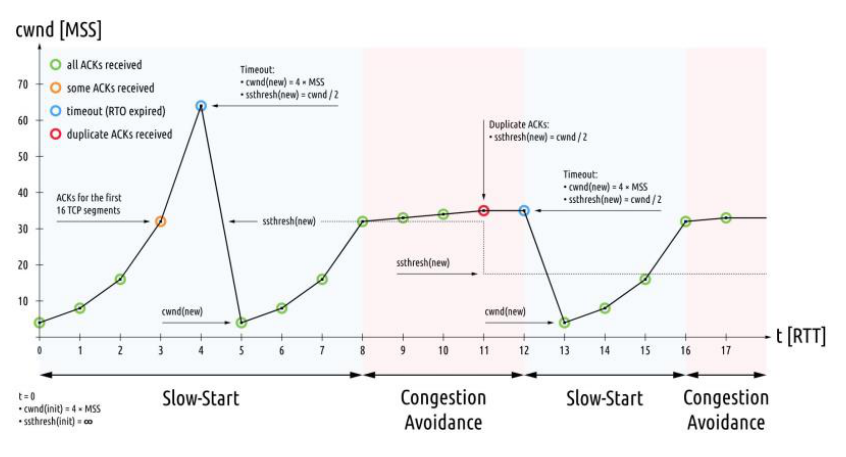 cwnd [MSS]
all ACKs received
some ACKs received
timeout (RTO expired)
duplicate ACKs received
Timeout:
• cwnd(new) = 4 * MSS
• ssthresh(new) = cwnd / 2
Duplicate ACKs:
• ssthresh(new) = cwnd / 2
Timeout:
• cwnd(new) = 4 * MSS
• ssthresh(new) = cwnd / 2
ACKs for the first
16 TCP segments
ssthresh(new)
ssthresh(new)
cwnd(new)
cwnd(new)
70
60
50
40
30
20
10
t [RTT]
0 1 2 3 4 5 6 7 8 9 10 11 12 13 14 15 16 17
Slow-Start
Congestion
Avoidance
Slow-Start
Congestion
Avoidance
t = 0
• cwnd(init) = 4 * MSS
• ssthresh(init) = ∞